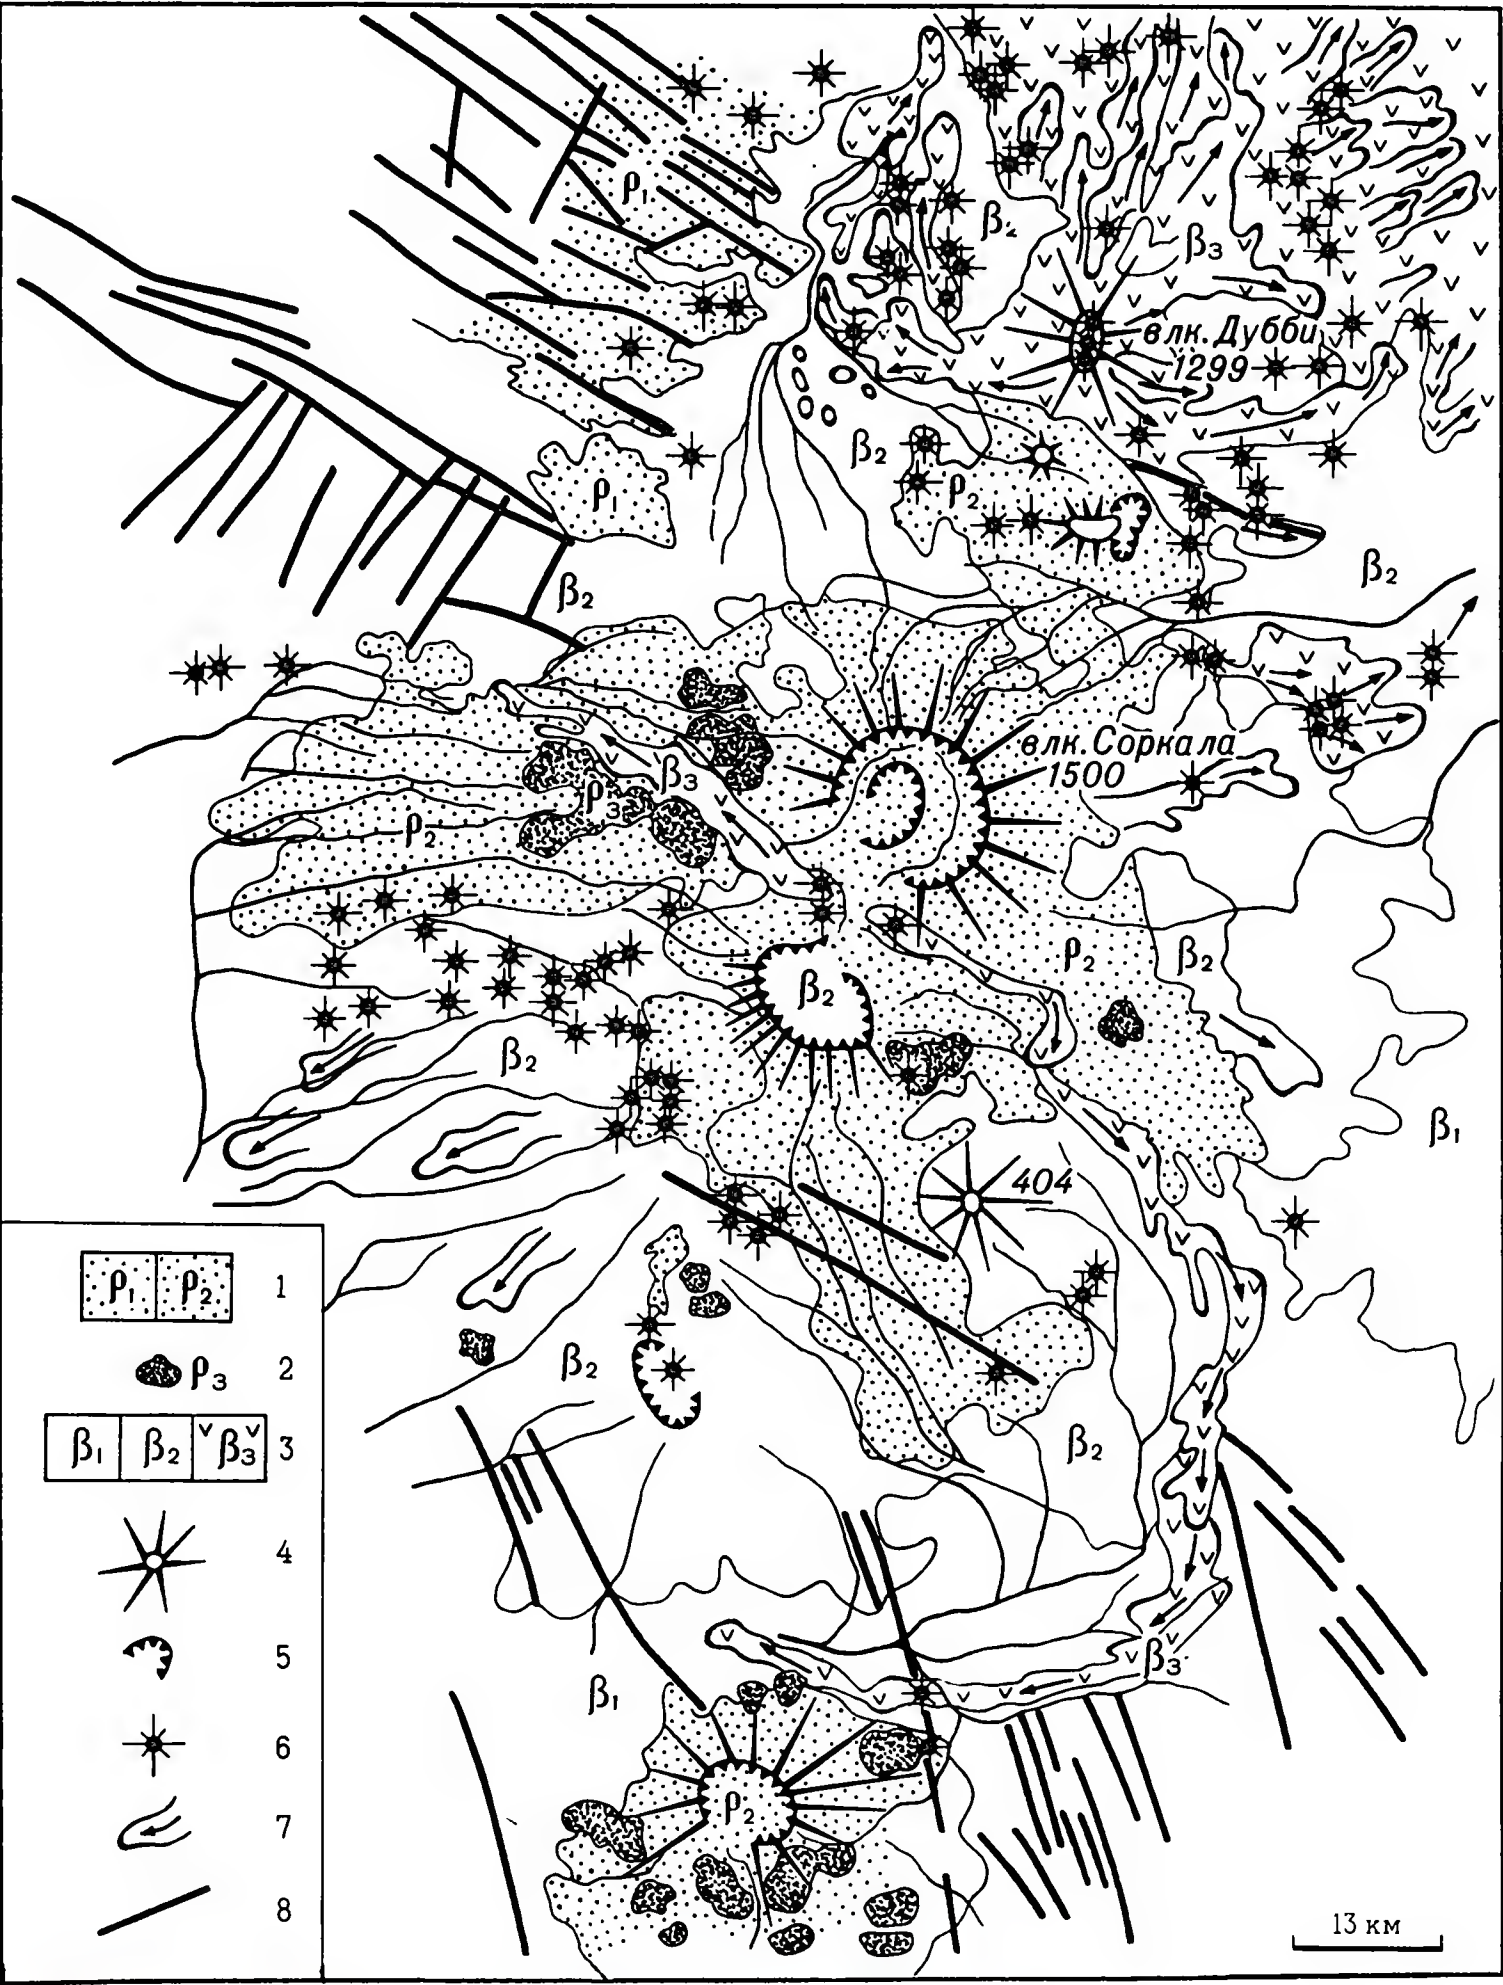 ρ₁
β₂
β₃
влк. Дубби
1299
β₂
ρ₂
ρ₁
β₂
β₂
влк. Соркала
1500
β₃
ρ₃
ρ₂
ρ₂
β₂
β₂
β₂
β₁
404
β₂
β₂
β₃
β₁
ρ₂
ρ₁ ρ₂ 1
ρ₃ 2
β₁ β₂ β₃ 3
4
5
6
7
8
13 км